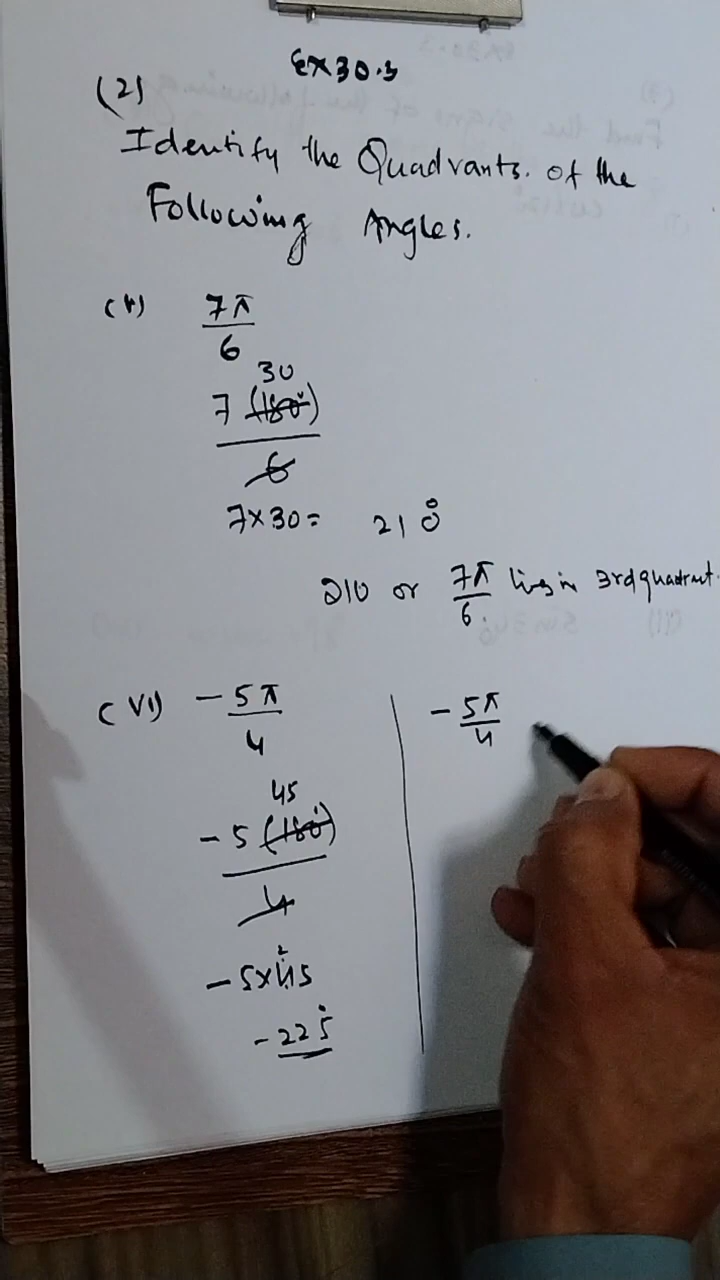 Ex 30.3
(2)
Identify the Quadrants. of the
Following Angles.
7π
6
30
7 (180°)
6
7×30= 210°
210 or 7π/6 lies in 3rd quadrant.
(VI) -5π/4
45
-5 (180°)
4
-5×45
2
-225°
-5π/4